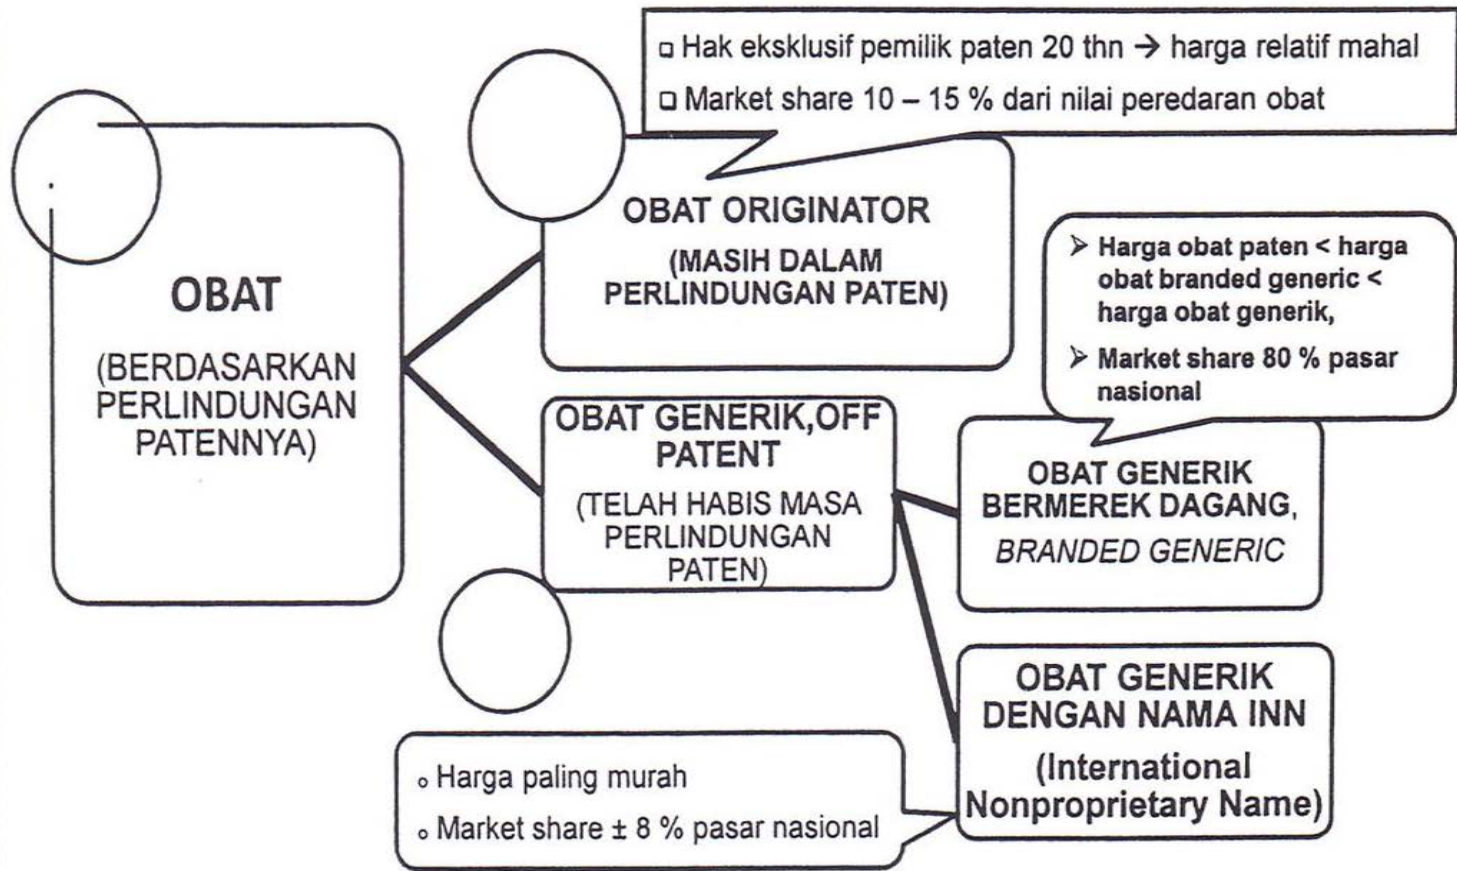 □ Hak eksklusif pemilik paten 20 thn → harga relatif mahal
□ Market share 10 – 15 % dari nilai peredaran obat
OBAT
(BERDASARKAN
PERLINDUNGAN
PATENNYA)
OBAT ORIGINATOR
(MASIH DALAM
PERLINDUNGAN PATEN)
➢ Harga obat paten < harga
obat branded generic <
harga obat generik,
➢ Market share 80 % pasar
nasional
OBAT GENERIK,OFF
PATENT
(TELAH HABIS MASA
PERLINDUNGAN
PATEN)
OBAT GENERIK
BERMEREK DAGANG,
BRANDED GENERIC
OBAT GENERIK
DENGAN NAMA INN
(International
Nonproprietary Name)
o Harga paling murah
o Market share ± 8 % pasar nasional